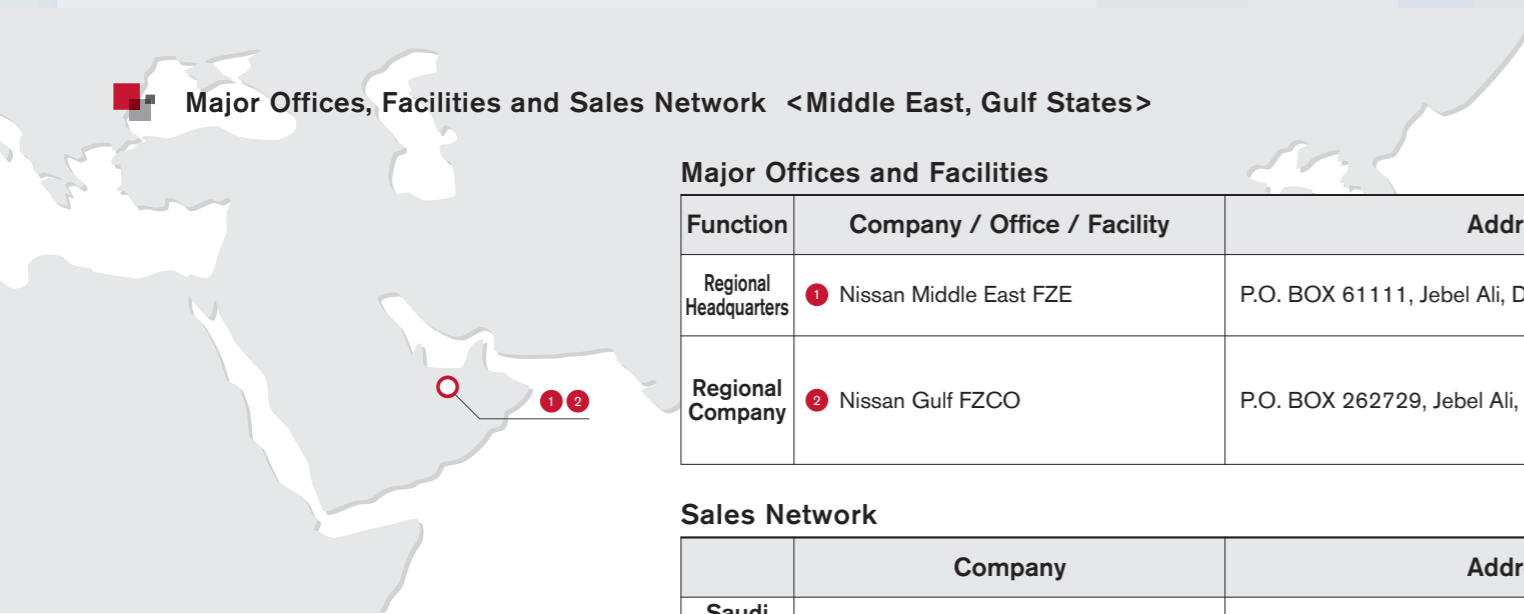 Major Offices, Facilities and Sales Network <Middle East, Gulf States>
Major Offices and Facilities
Function Company / Office / Facility Addr
Regional
Headquarters
1 Nissan Middle East FZE P.O. BOX 61111, Jebel Ali, D
Regional
Company
2 Nissan Gulf FZCO P.O. BOX 262729, Jebel Ali,
1 2
Sales Network
Company Addr
Saudi